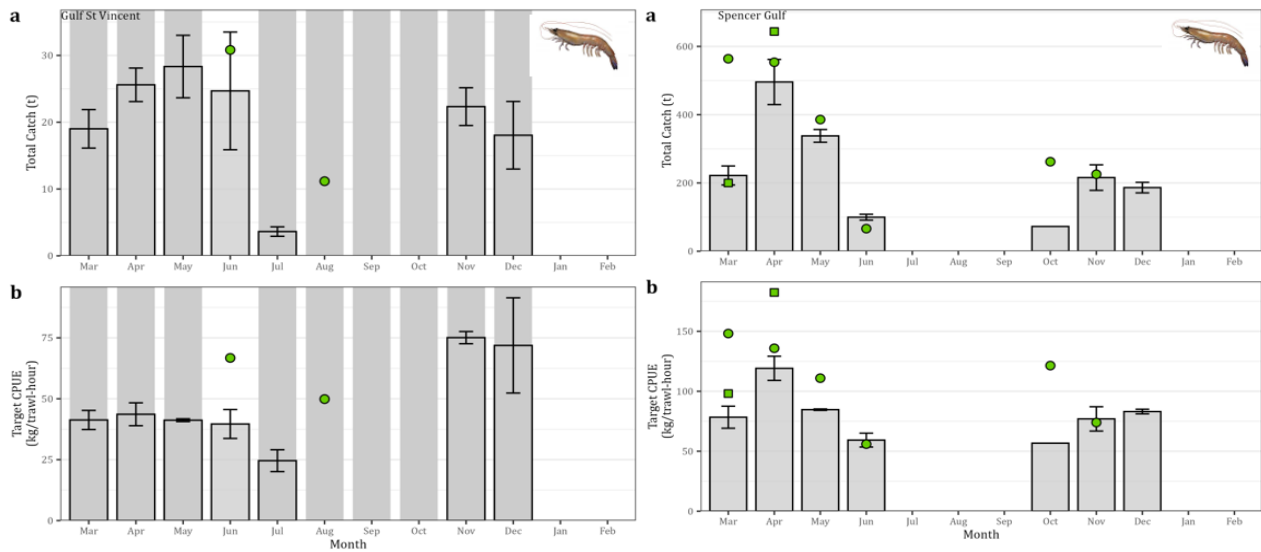 a
Gulf St Vincent
Total Catch (t)
30
20
10
0
Mar Apr May Jun Jul Aug Sep Oct Nov Dec Jan Feb
b
Target CPUE
(kg/trawl-hour)
75
50
25
0
Mar Apr May Jun Jul Aug Sep Oct Nov Dec Jan Feb
Month
a
Spencer Gulf
Total Catch (t)
600
400
200
0
Mar Apr May Jun Jul Aug Sep Oct Nov Dec Jan Feb
b
Target CPUE
(kg/trawl-hour)
150
100
50
0
Mar Apr May Jun Jul Aug Sep Oct Nov Dec Jan Feb
Month